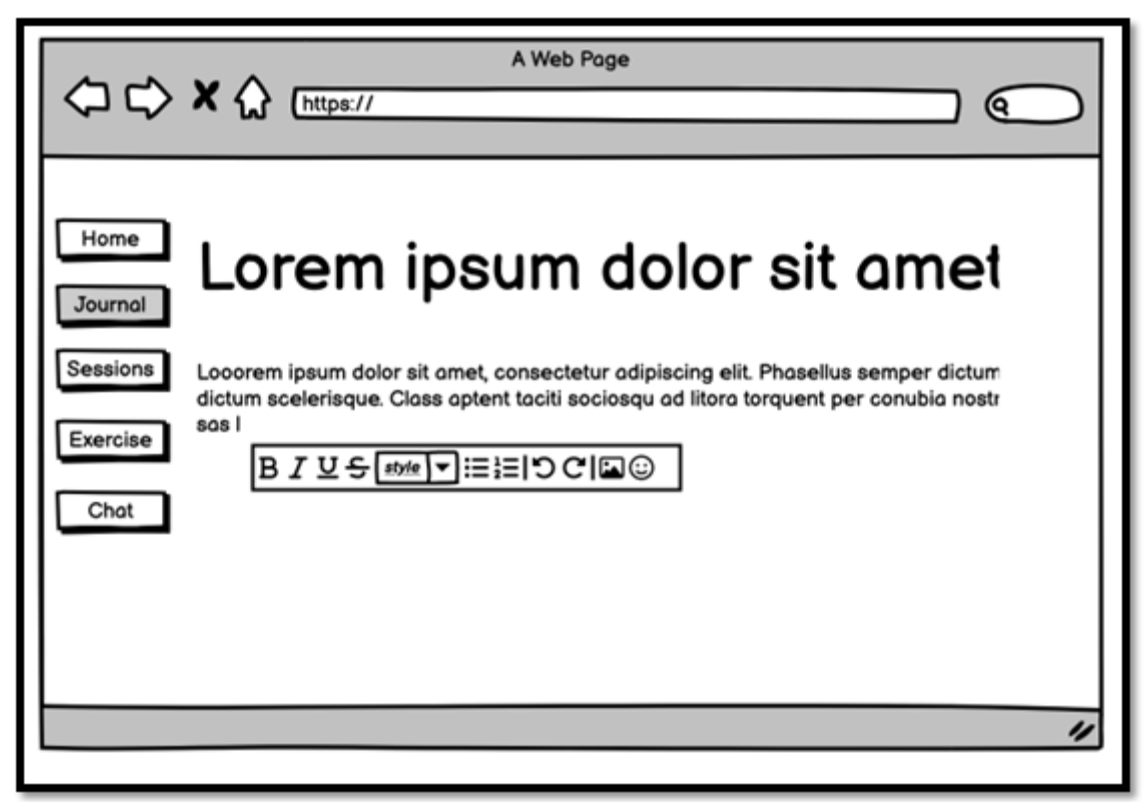 A Web Page
https://
Home
Lorem ipsum dolor sit amet
Journal
Sessions
Looorem ipsum dolor sit amet, consectetur adipiscing elit. Phasellus semper dictum
dictum scelerisque. Class aptent taciti sociosqu ad litora torquent per conubia nostr
sas l
Exercise
B I U S style
Chat